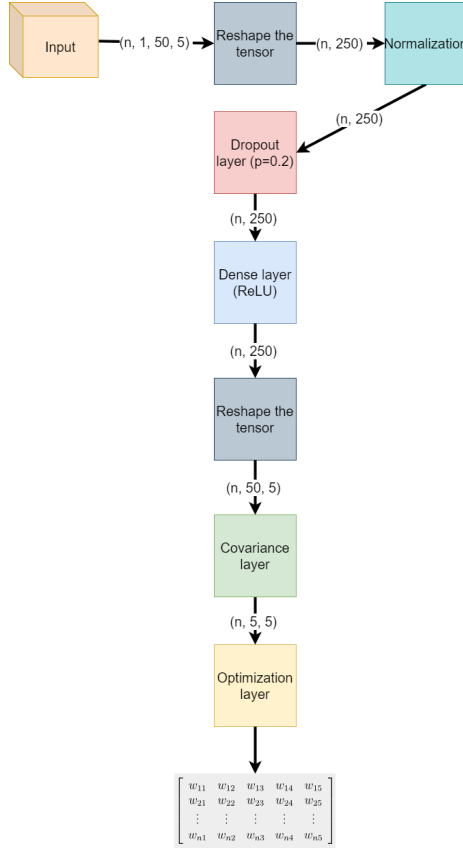 Input
(n, 1, 50, 5)
Reshape the
tensor
(n, 250)
Normalization
(n, 250)
Dropout
layer (p=0.2)
(n, 250)
Dense layer
(ReLU)
(n, 250)
Reshape the
tensor
(n, 50, 5)
Covariance
layer
(n, 5, 5)
Optimization
layer
w₁₁ w₁₂ w₁₃ w₁₄ w₁₅
w₂₁ w₂₂ w₂₃ w₂₄ w₂₅
⋮ ⋮ ⋮ ⋮ ⋮
wₙ₁ wₙ₂ wₙ₃ wₙ₄ wₙ₅